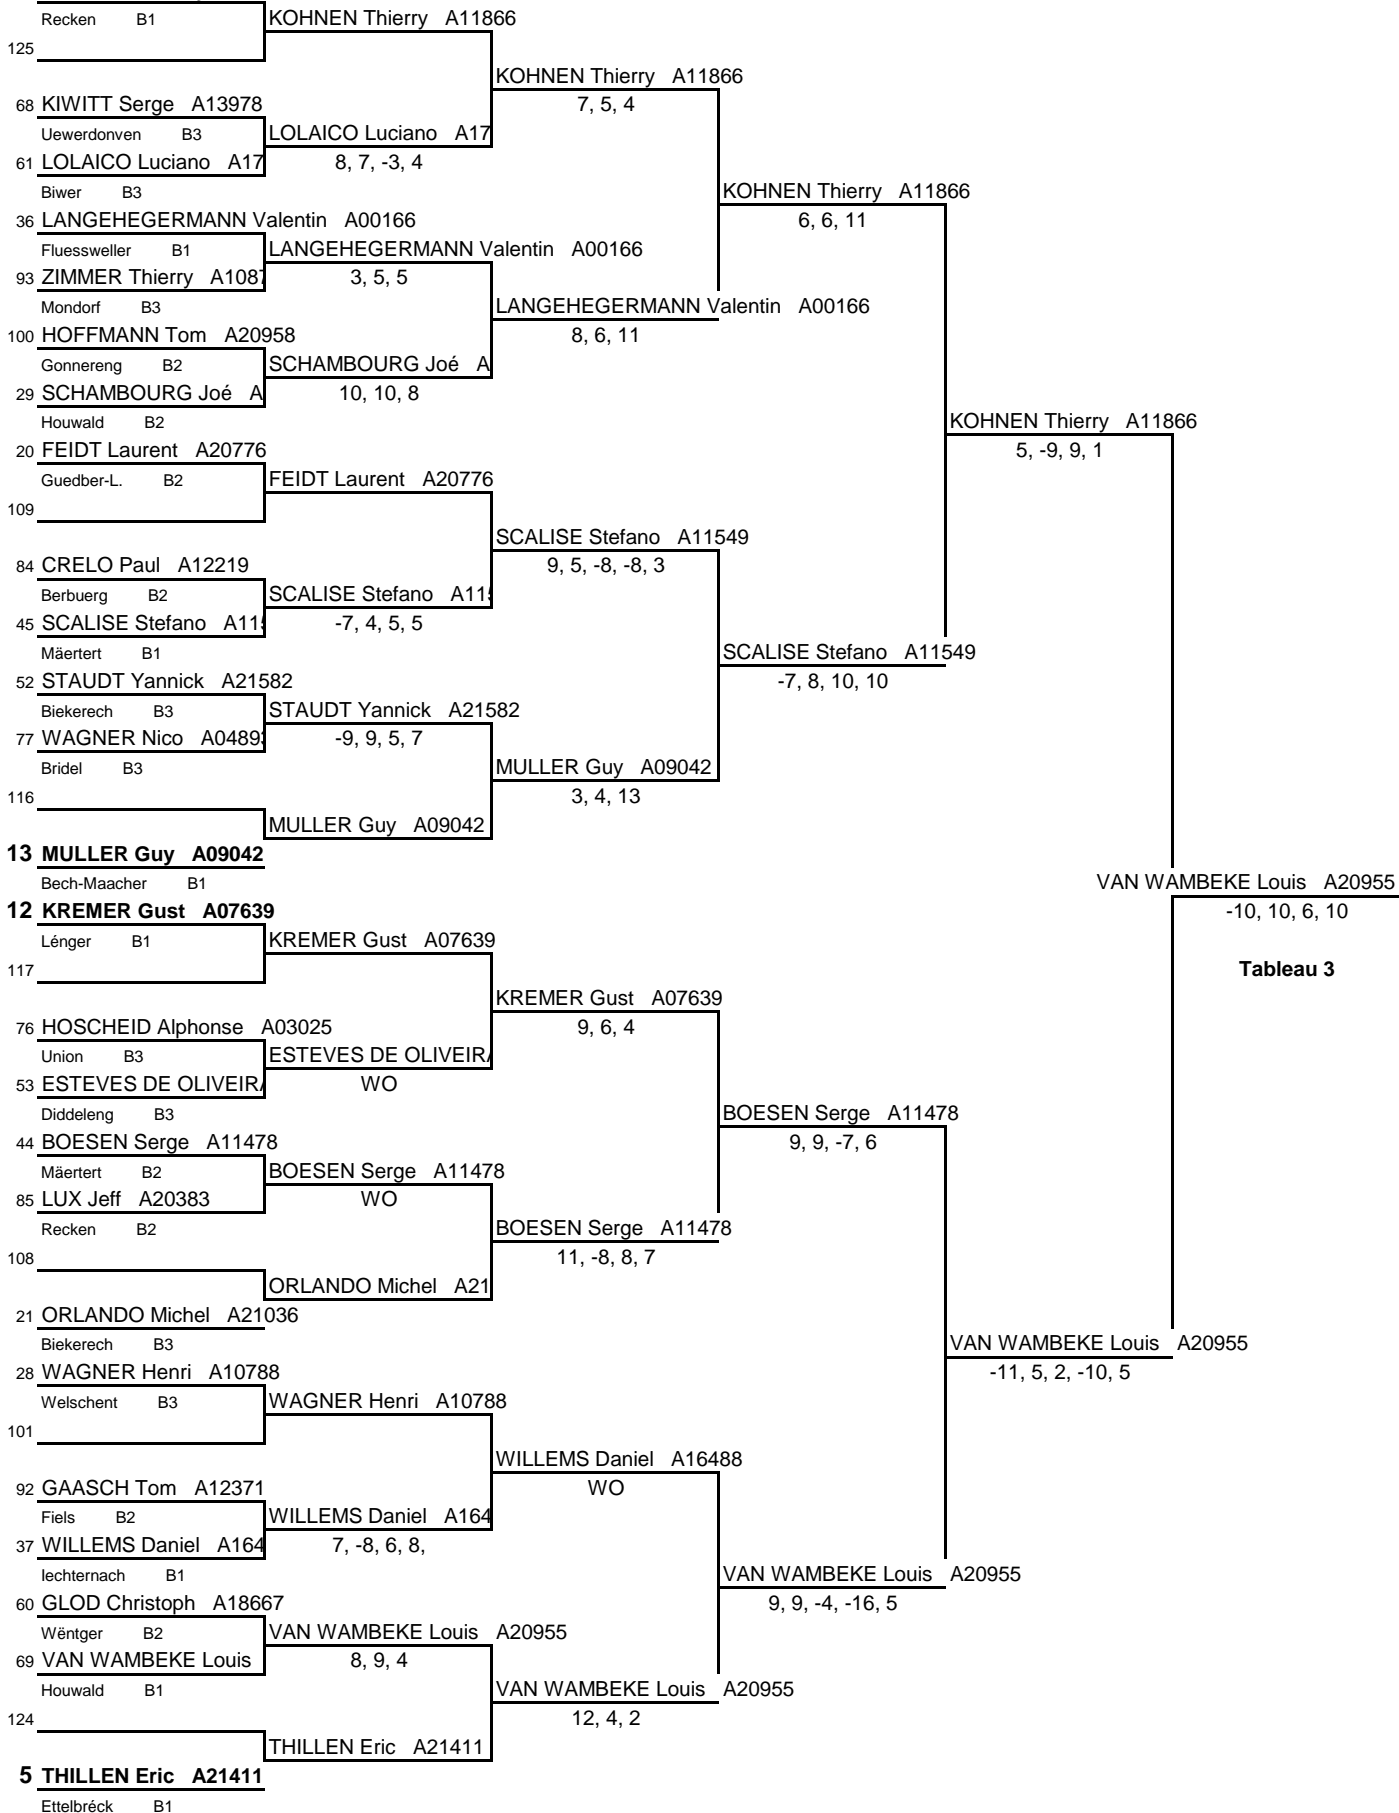 Recken B1 KOHNEN Thierry A11866
125
KOHNEN Thierry A11866
68 KIWITT Serge A13978 7, 5, 4
Uewerdonven B3 LOLAICO Luciano A17
61 LOLAICO Luciano A17 8, 7, -3, 4
Biwer B3 KOHNEN Thierry A11866
36 LANGEHEGERMANN Valentin A00166 6, 6, 11
Fluessweller B1 LANGEHEGERMANN Valentin A00166
93 ZIMMER Thierry A1087 3, 5, 5
Mondorf B3 LANGEHEGERMANN Valentin A00166
100 HOFFMANN Tom A20958 8, 6, 11
Gonnereng B2 SCHAMBOURG Joé A
29 SCHAMBOURG Joé A 10, 10, 8
Houwald B2 KOHNEN Thierry A11866
20 FEIDT Laurent A20776 5, -9, 9, 1
Guedber-L. B2 FEIDT Laurent A20776
109
SCALISE Stefano A11549
84 CRELO Paul A12219 9, 5, -8, -8, 3
Berbuerg B2 SCALISE Stefano A115
45 SCALISE Stefano A115 -7, 4, 5, 5
Mäertert B1 SCALISE Stefano A11549
52 STAUDT Yannick A21582 -7, 8, 10, 10
Biekerech B3 STAUDT Yannick A21582
77 WAGNER Nico A04893 -9, 9, 5, 7
Bridel B3 MULLER Guy A09042
116 3, 4, 13
MULLER Guy A09042
13 MULLER Guy A09042
Bech-Maacher B1 VAN WAMBEKE Louis A20955
12 KREMER Gust A07639 -10, 10, 6, 10
Lénger B1 KREMER Gust A07639
117 Tableau 3
KREMER Gust A07639
76 HOSCHEID Alphonse A03025 9, 6, 4
Union B3 ESTEVES DE OLIVEIRA
53 ESTEVES DE OLIVEIRA WO
Diddeleng B3 BOESEN Serge A11478
44 BOESEN Serge A11478 9, 9, -7, 6
Mäertert B2 BOESEN Serge A11478
85 LUX Jeff A20383 WO
Recken B2 BOESEN Serge A11478
108 11, -8, 8, 7
ORLANDO Michel A21
21 ORLANDO Michel A21036
Biekerech B3 VAN WAMBEKE Louis A20955
28 WAGNER Henri A10788 -11, 5, 2, -10, 5
Welschent B3 WAGNER Henri A10788
101
WILLEMS Daniel A16488
92 GAASCH Tom A12371 WO
Fiels B2 WILLEMS Daniel A164
37 WILLEMS Daniel A164 7, -8, 6, 8,
Iechternach B1 VAN WAMBEKE Louis A20955
60 GLOD Christoph A18667 9, 9, -4, -16, 5
Wëntger B2 VAN WAMBEKE Louis A20955
69 VAN WAMBEKE Louis 8, 9, 4
Houwald B1 VAN WAMBEKE Louis A20955
124 12, 4, 2
THILLEN Eric A21411
5 THILLEN Eric A21411
Ettelbréck B1